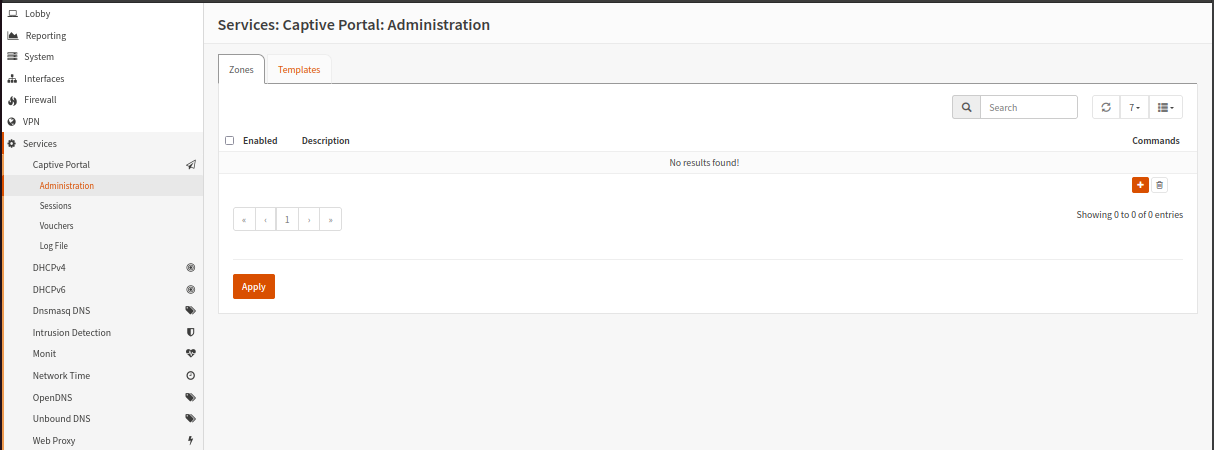 Lobby
Reporting
System
Interfaces
Firewall
VPN
Services
Captive Portal
Administration
Sessions
Vouchers
Log File
DHCPv4
DHCPv6
Dnsmasq DNS
Intrusion Detection
Monit
Network Time
OpenDNS
Unbound DNS
Web Proxy
Services: Captive Portal: Administration
Zones Templates
Search 7
Enabled Description Commands
No results found!
« ‹ 1 › » Showing 0 to 0 of 0 entries
Apply